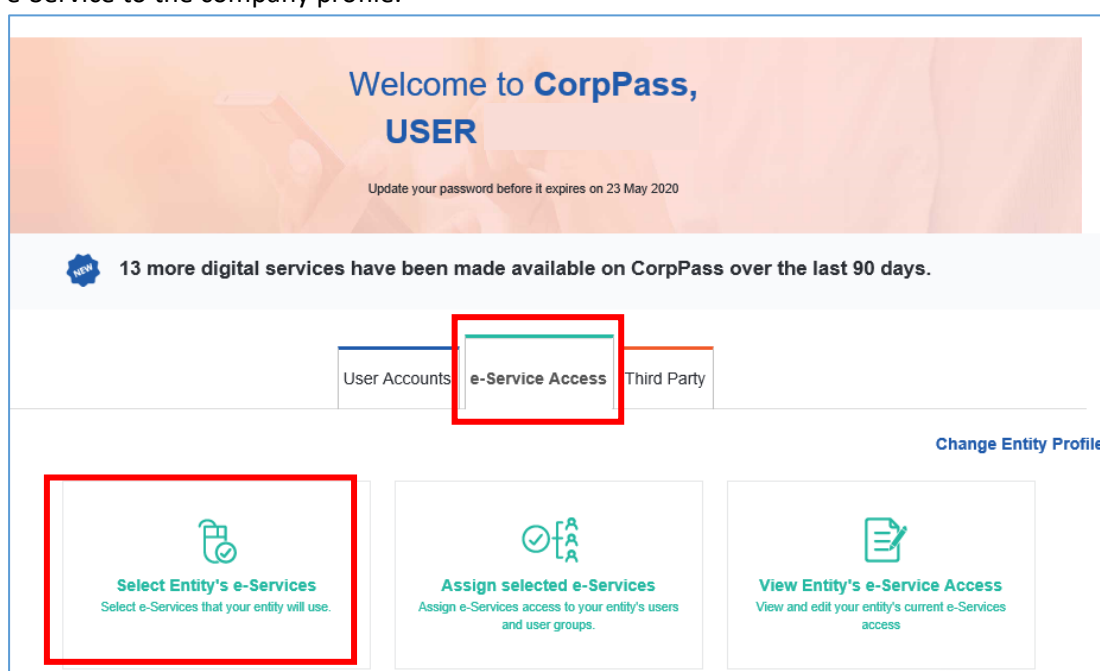 e-Service to the company profile.
Welcome to CorpPass,
USER
Update your password before it expires on 23 May 2020
NEW
13 more digital services have been made available on CorpPass over the last 90 days.
User Accounts
e-Service Access
Third Party
Change Entity Profile
Select Entity's e-Services
Select e-Services that your entity will use.
Assign selected e-Services
Assign e-Services access to your entity's users
and user groups.
View Entity's e-Service Access
View and edit your entity's current e-Services
access